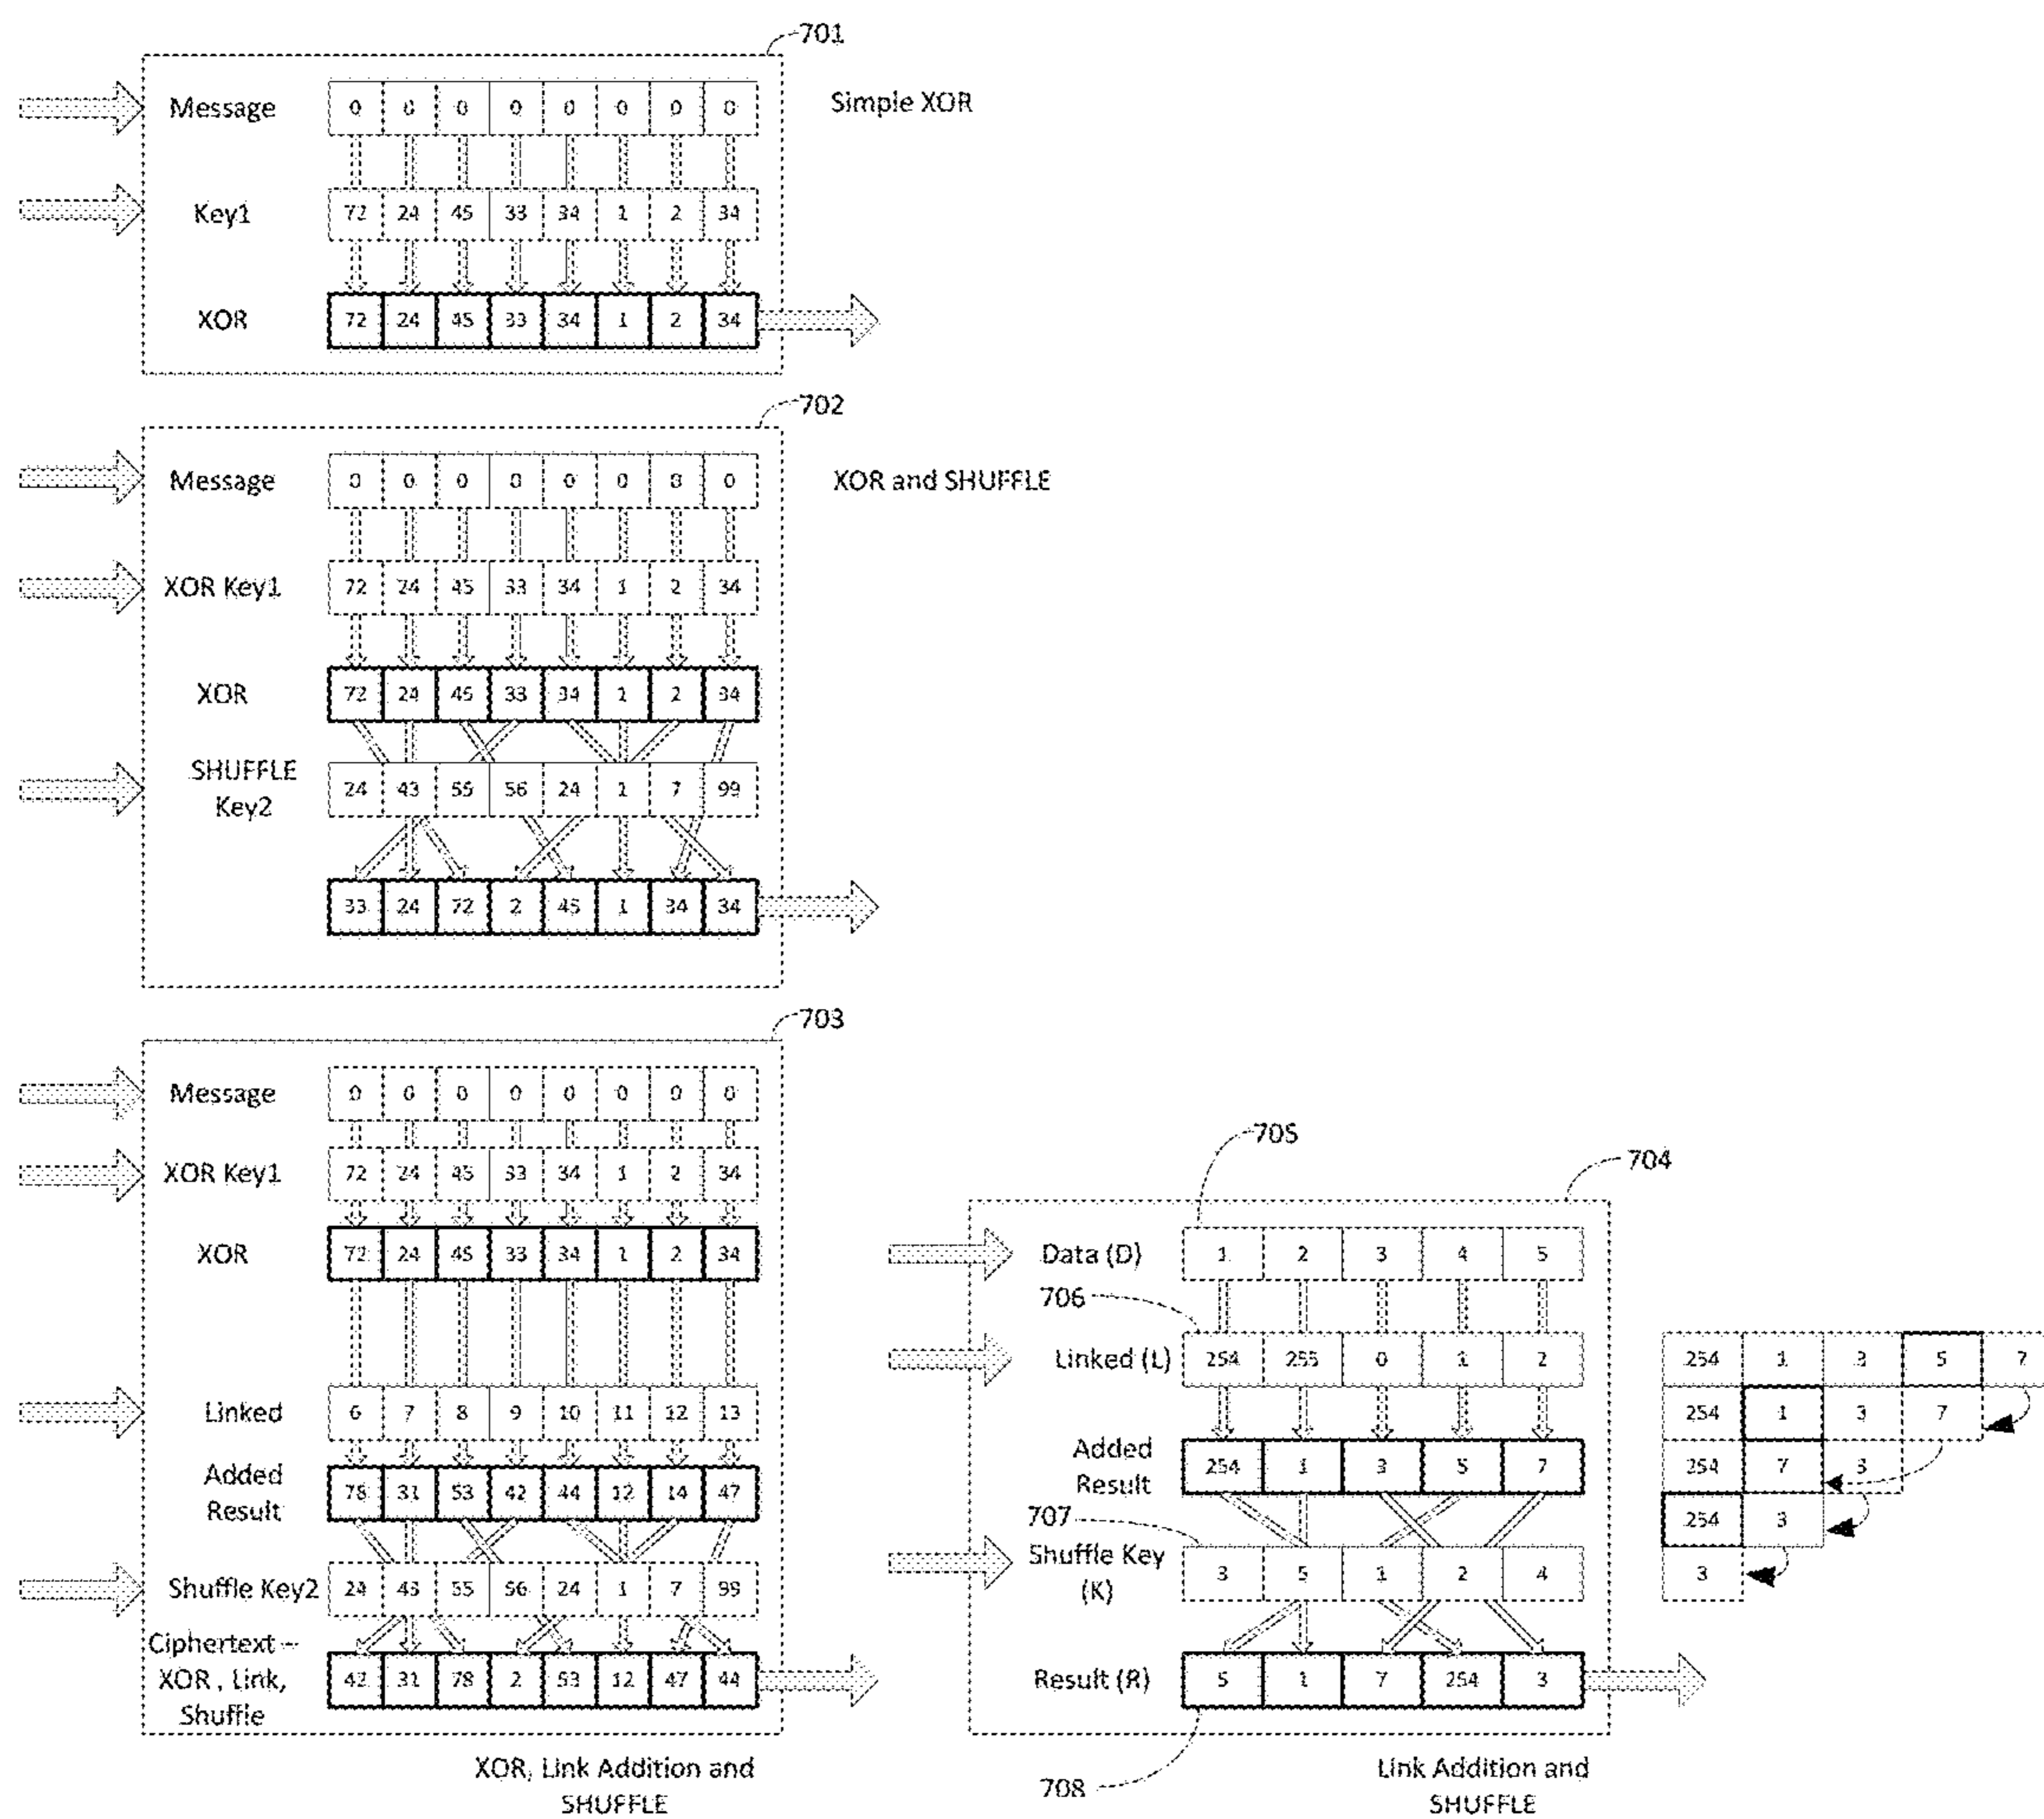 701
Message 0 0 0 0 0 0 0 0
Simple XOR
Key1 72 24 45 33 34 1 2 34
XOR 72 24 45 33 34 1 2 34
702
Message 0 0 0 0 0 0 0 0
XOR and SHUFFLE
XOR Key1 72 24 45 33 34 1 2 34
XOR 72 24 45 33 34 1 2 34
SHUFFLE
Key2
24 43 55 56 24 1 7 99
33 24 72 2 45 1 34 34
703
Message 0 0 0 0 0 0 0 0
XOR Key1 72 24 45 33 34 1 2 34
XOR 72 24 45 33 34 1 2 34
Linked 6 7 8 9 10 11 12 13
Added
Result
78 31 53 42 44 12 14 47
Shuffle Key2 24 43 55 56 24 1 7 99
Ciphertext –
XOR , Link,
Shuffle
42 31 78 2 53 12 47 44
XOR, Link Addition and
SHUFFLE
705
704
Data (D) 1 2 3 4 5
706
Linked (L) 254 255 0 1 2
Added
Result
254 1 3 5 7
707
Shuffle Key
(K)
3 5 1 2 4
Result (R) 5 1 7 254 3
708
Link Addition and
SHUFFLE
254 1 3 5 7
254 1 3 7
254 7 3
254 3
3